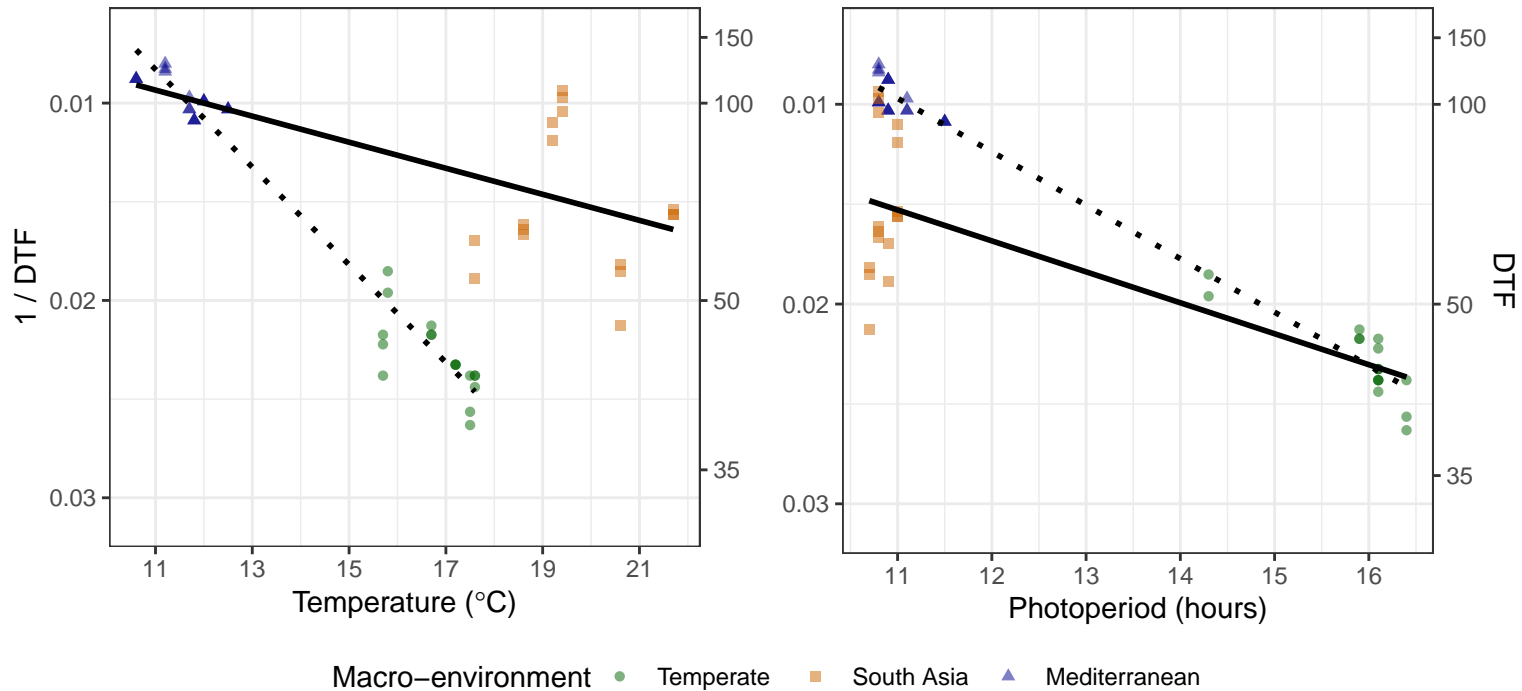 1 / DTF
0.01
0.02
0.03
150
100
50
35
11 13 15 17 19 21
Temperature (°C)
0.01
0.02
0.03
150
100
50
35
DTF
11 12 13 14 15 16
Photoperiod (hours)
Macro−environment Temperate South Asia Mediterranean